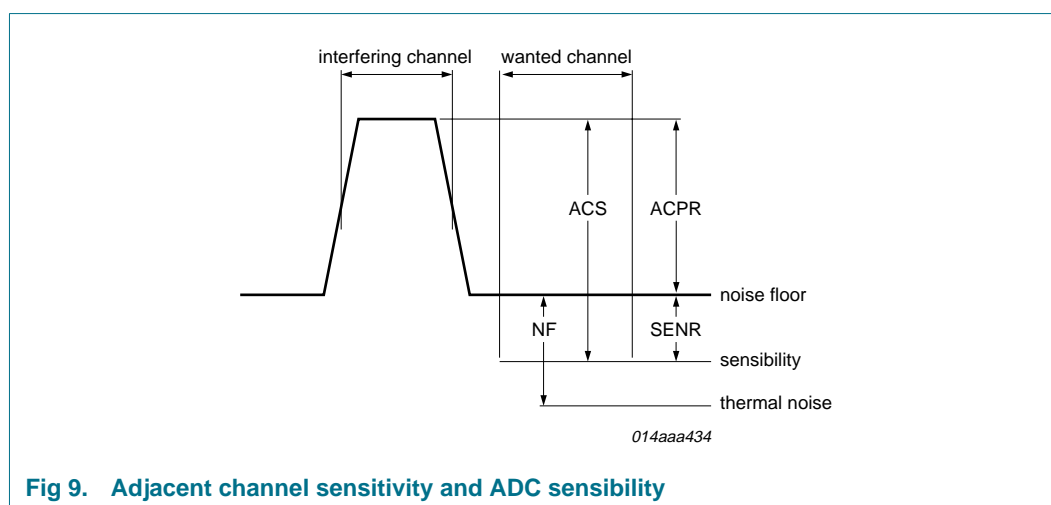 interfering channel
wanted channel
ACS
ACPR
noise floor
NF
SENR
sensibility
thermal noise
014aaa434
Fig 9. Adjacent channel sensitivity and ADC sensibility